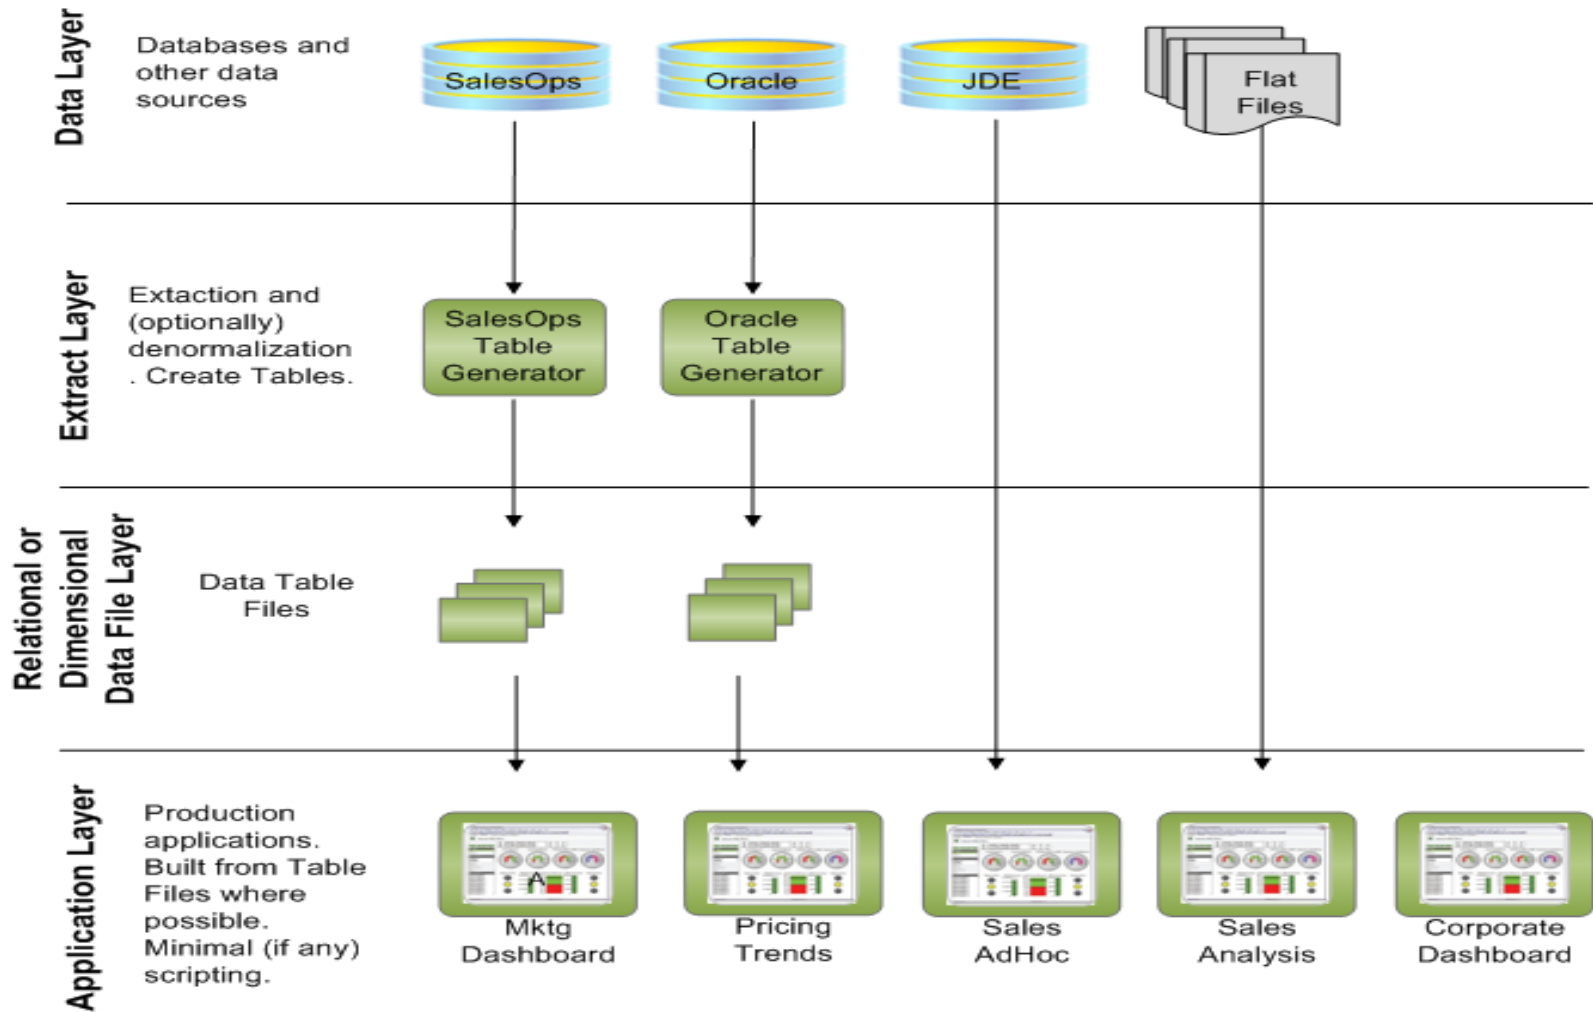 Data Layer
Databases and
other data
sources
SalesOps
Oracle
JDE
Flat
Files
Extract Layer
Extaction and
(optionally)
denormalization
. Create Tables.
SalesOps
Table
Generator
Oracle
Table
Generator
Relational or
Dimensional
Data File Layer
Data Table
Files
Application Layer
Production
applications.
Built from Table
Files where
possible.
Minimal (if any)
scripting.
A
Mktg
Dashboard
Pricing
Trends
Sales
AdHoc
Sales
Analysis
Corporate
Dashboard